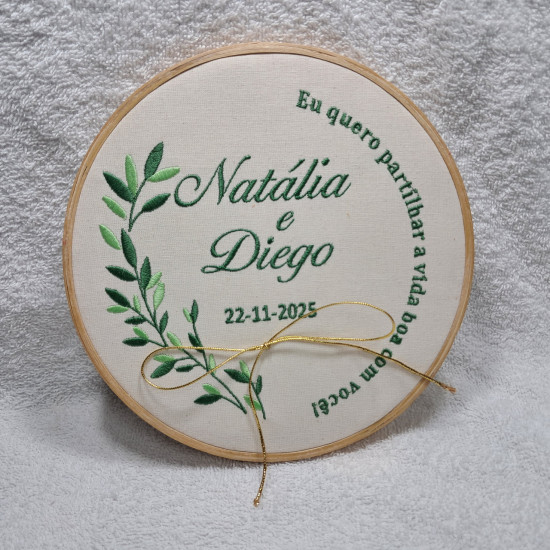 Natália
e
Diego
22-11-2025
Eu quero partilhar a vida boa com você!